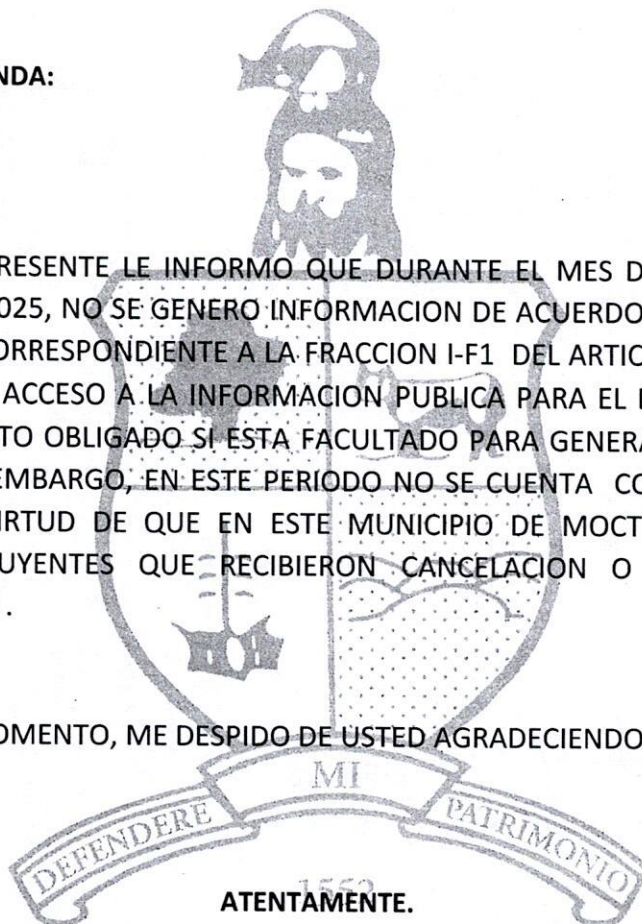 NDA:
RESENTE LE INFORMO QUE DURANTE EL MES D
025, NO SE GENERO INFORMACION DE ACUERDO
ORRESPONDIENTE A LA FRACCION I-F1 DEL ARTIC
ACCESO A LA INFORMACION PUBLICA PARA EL
TO OBLIGADO SI ESTA FACULTADO PARA GENERA
EMBARGO, EN ESTE PERIODO NO SE CUENTA CO
IRTUD DE QUE EN ESTE MUNICIPIO DE MOCT
UYENTES QUE RECIBIERON CANCELACION O
.
OMENTO, ME DESPIDO DE USTED AGRADECIENDO
DEFENDERE MI PATRIMONIO
1552
ATENTAMENTE.